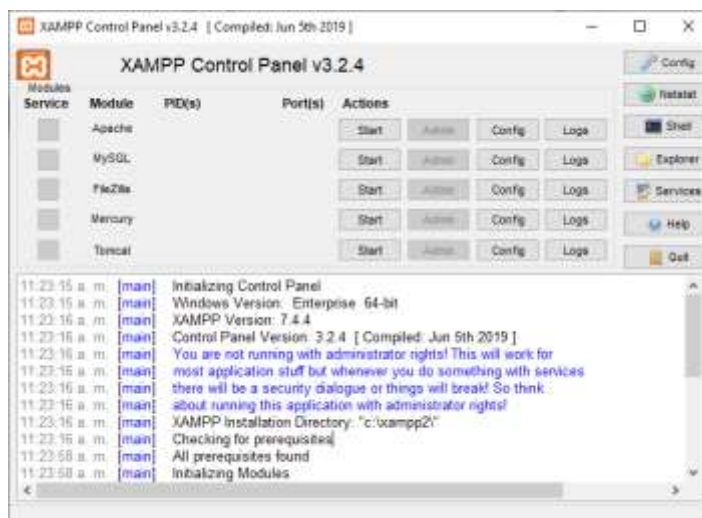 XAMPP Control Panel v3.2.4 [ Compiled: Jun 5th 2019 ]
XAMPP Control Panel v3.2.4
Config
Modules
Service Module PID(s) Port(s) Actions
Netstat
Apache Start Admin Config Logs
Shell
MySQL Start Admin Config Logs
Explorer
FileZilla Start Admin Config Logs
Services
Mercury Start Admin Config Logs
Help
Tomcat Start Admin Config Logs
Quit
11:23:15 a. m. [main] Initializing Control Panel
11:23:15 a. m. [main] Windows Version: Enterprise 64-bit
11:23:16 a. m. [main] XAMPP Version: 7.4.4
11:23:16 a. m. [main] Control Panel Version: 3.2.4 [ Compiled: Jun 5th 2019 ]
11:23:16 a. m. [main] You are not running with administrator rights! This will work for
11:23:16 a. m. [main] most application stuff but whenever you do something with services
11:23:16 a. m. [main] there will be a security dialogue or things will break! So think
11:23:16 a. m. [main] about running this application with administrator rights!
11:23:16 a. m. [main] XAMPP Installation Directory: "c:\xampp2\"
11:23:16 a. m. [main] Checking for prerequisites
11:23:58 a. m. [main] All prerequisites found
11:23:58 a. m. [main] Initializing Modules